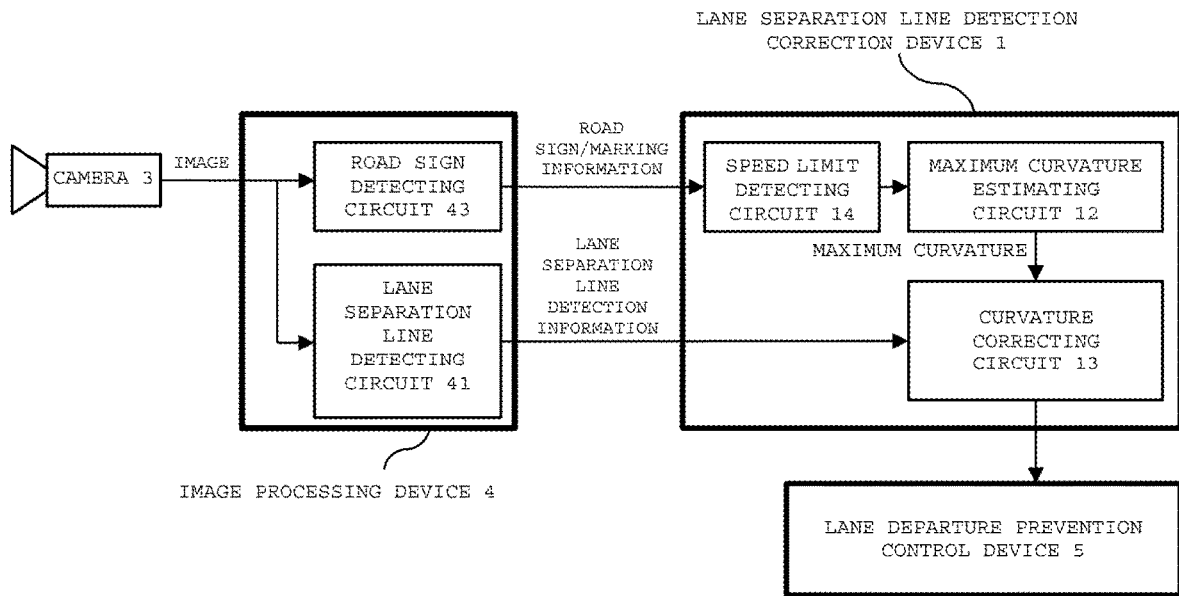 LANE SEPARATION LINE DETECTION
CORRECTION DEVICE 1
CAMERA 3
IMAGE
ROAD SIGN
DETECTING
CIRCUIT 43
ROAD
SIGN/MARKING
INFORMATION
SPEED LIMIT
DETECTING
CIRCUIT 14
MAXIMUM CURVATURE
ESTIMATING
CIRCUIT 12
MAXIMUM CURVATURE
LANE
SEPARATION
LINE
DETECTING
CIRCUIT 41
LANE
SEPARATION
LINE
DETECTION
INFORMATION
CURVATURE
CORRECTING
CIRCUIT 13
IMAGE PROCESSING DEVICE 4
LANE DEPARTURE PREVENTION
CONTROL DEVICE 5